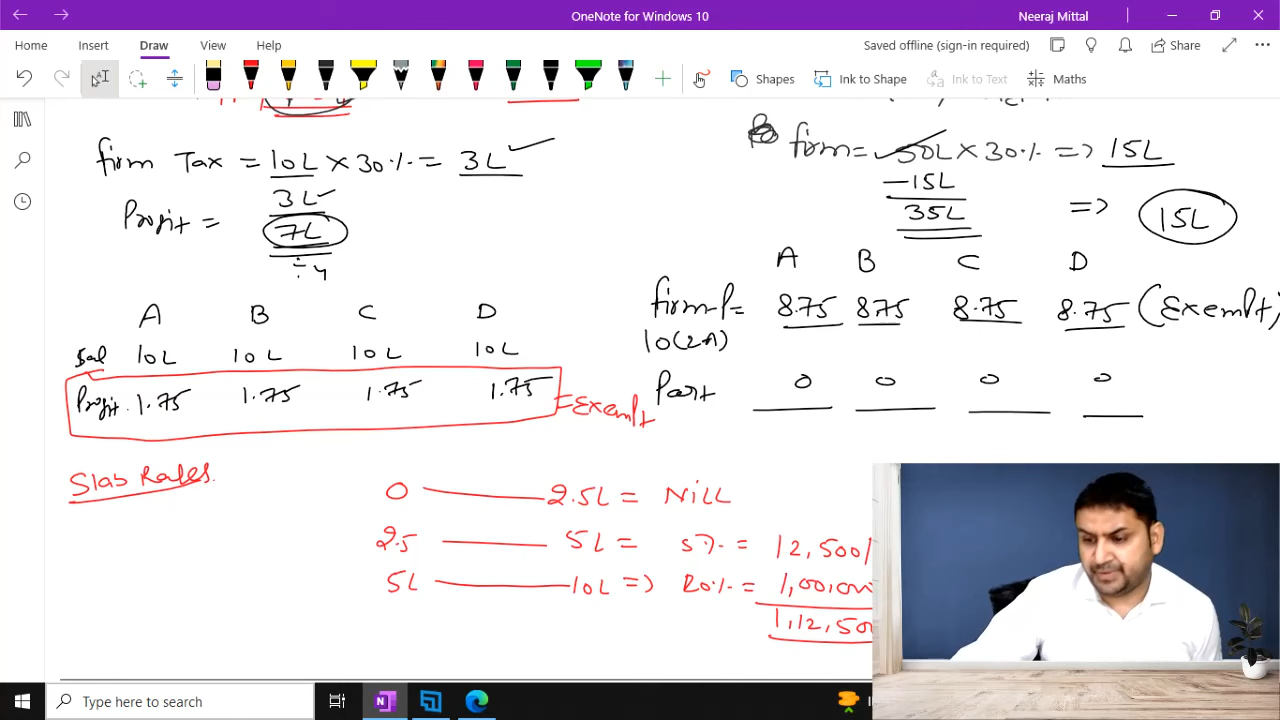 OneNote for Windows 10
Neeraj Mittal
Home Insert Draw View Help
Saved offline (sign-in required)
Share
Shapes
Ink to Shape
Ink to Text
Maths
firm Tax = 10L X 30% = 3L
3L
Profit = 7L
÷ 4
A B C D
Sal 10L 10L 10L 10L
Profit 1.75 1.75 1.75 1.75 = Exempt
Slab Rates.
0 2.5L = NiLL
2.5 5L = 5% = 12,500/
5L 10L => 20% = 1,00,000
1,12,500
firm = 50L X 30% => 15L
-15L
35L => 15L
A B C D
firm-P = 8.75 875 8.75 8.75 (Exempt)
10(2A)
Part 0 0 0 0
Type here to search